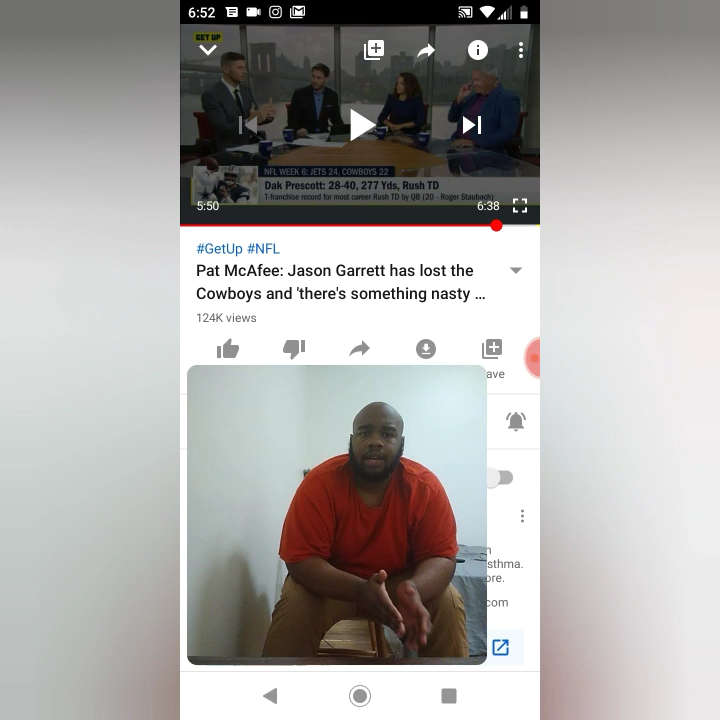 6:52
GET UP
NFL WEEK 6: JETS 24, COWBOYS 22
Dak Prescott: 28-40, 277 Yds, Rush TD
T-franchise record for most career Rush TD by QB (20 - Roger Staubach)
5:50
6:38
#GetUp #NFL
Pat McAfee: Jason Garrett has lost the
Cowboys and 'there's something nasty ...
124K views
ave
n
sthma.
ore.
com